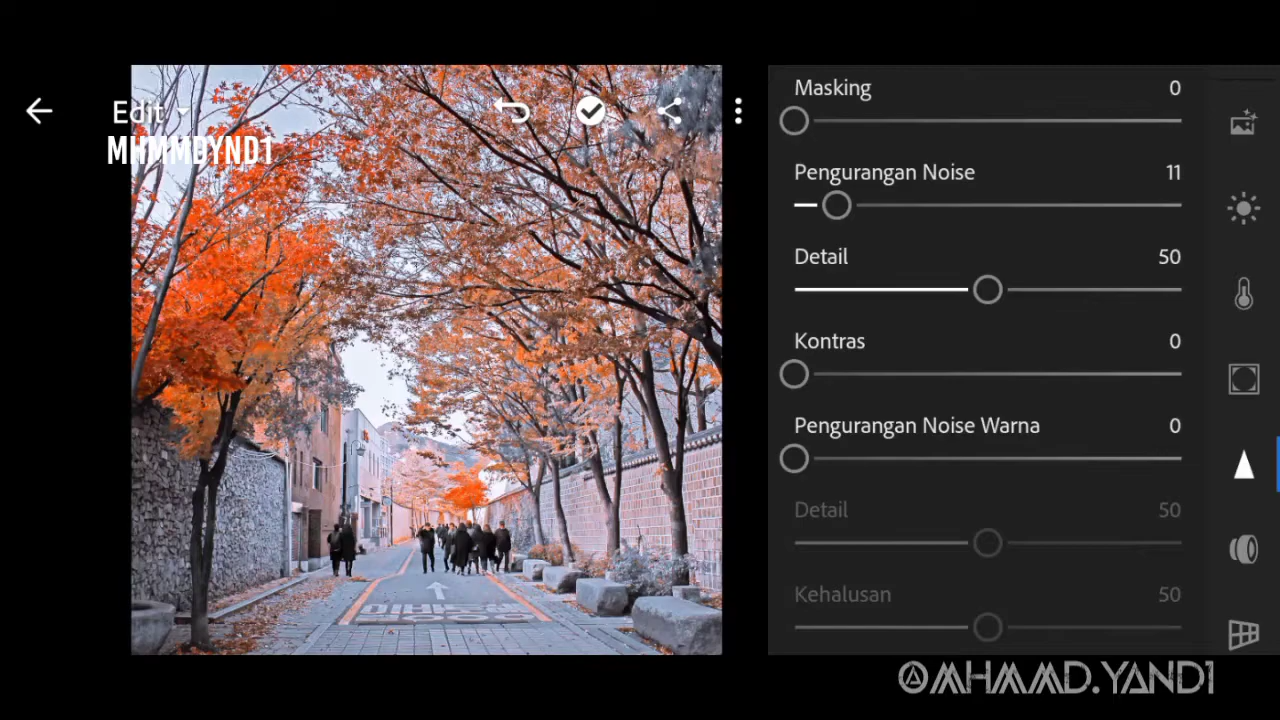 Edit
MHMMDYND1
Masking 0
Pengurangan Noise 11
Detail 50
Kontras 0
Pengurangan Noise Warna 0
Detail 50
Kehalusan 50
@MHMMD.YAND1